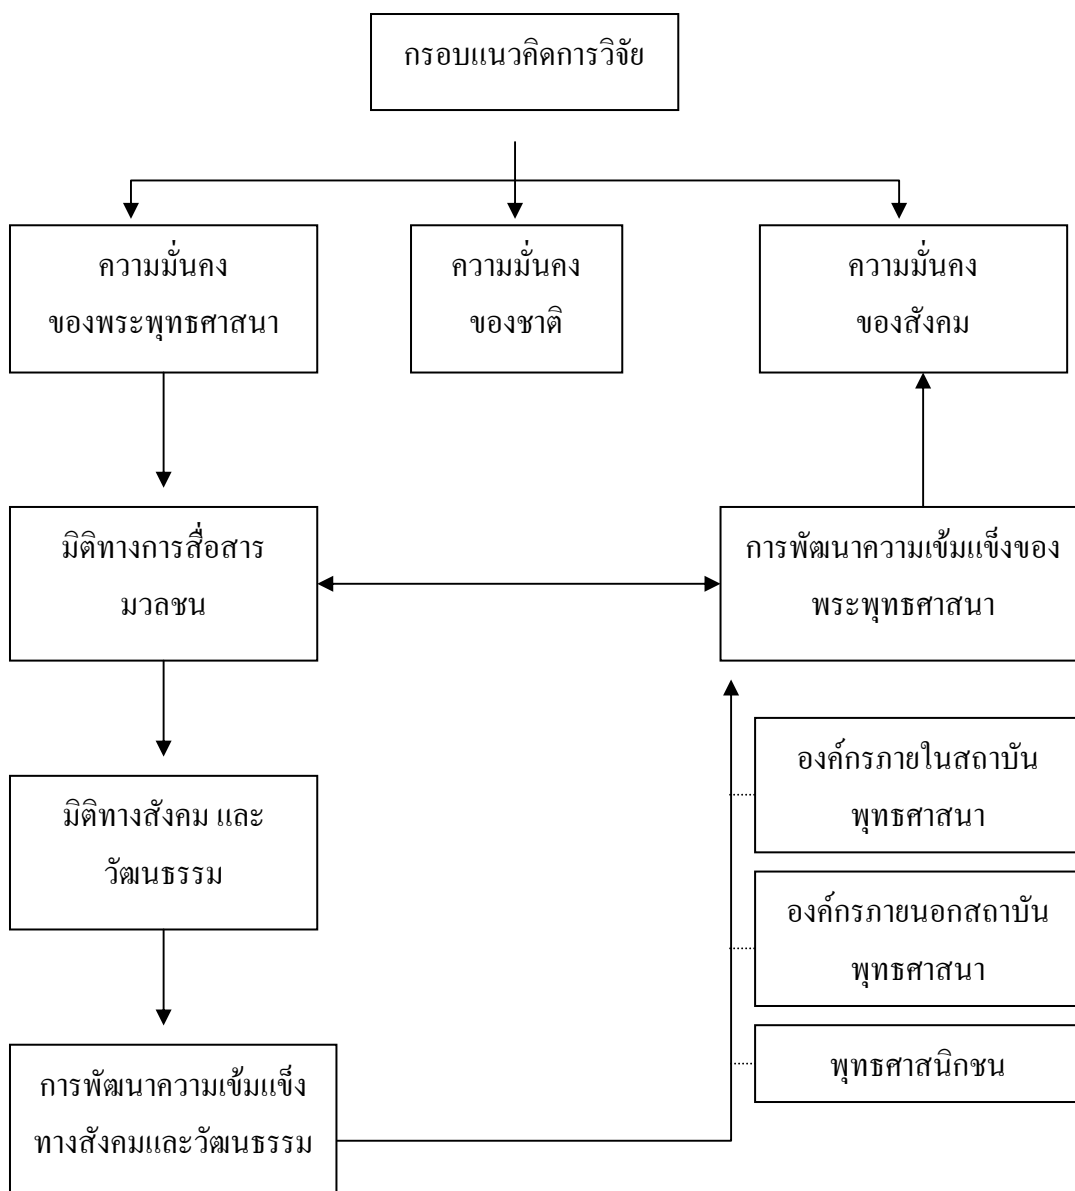 กรอบแนวคิดการวิจัย
ความมั่นคง
ของพระพุทธศาสนา
ความมั่นคง
ของชาติ
ความมั่นคง
ของสังคม
มิติทางการสื่อสาร
มวลชน
การพัฒนาความเข้มแข็งของ
พระพุทธศาสนา
องค์กรภายในสถาบัน
พุทธศาสนา
มิติทางสังคม และ
วัฒนธรรม
องค์กรภายนอกสถาบัน
พุทธศาสนา
พุทธศาสนิกชน
การพัฒนาความเข้มแข็ง
ทางสังคมและวัฒนธรรม